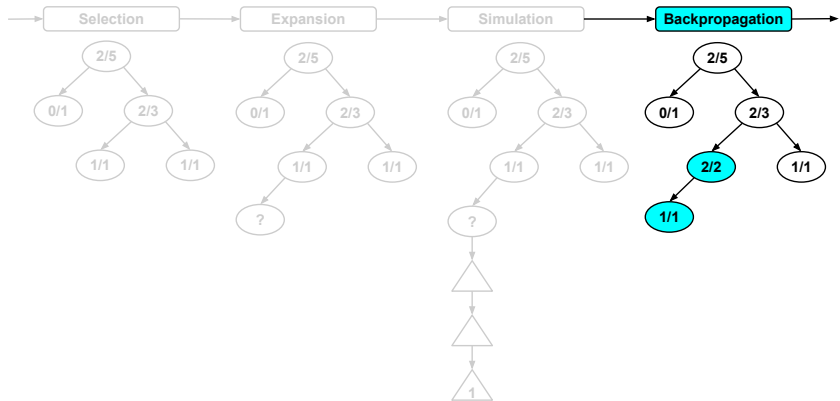 Selection Expansion Simulation Backpropagation
2/5 2/5 2/5 2/5
0/1 2/3 0/1 2/3 0/1 2/3 0/1 2/3
1/1 1/1 1/1 1/1 1/1 1/1 2/2 1/1
? ? 1/1
1